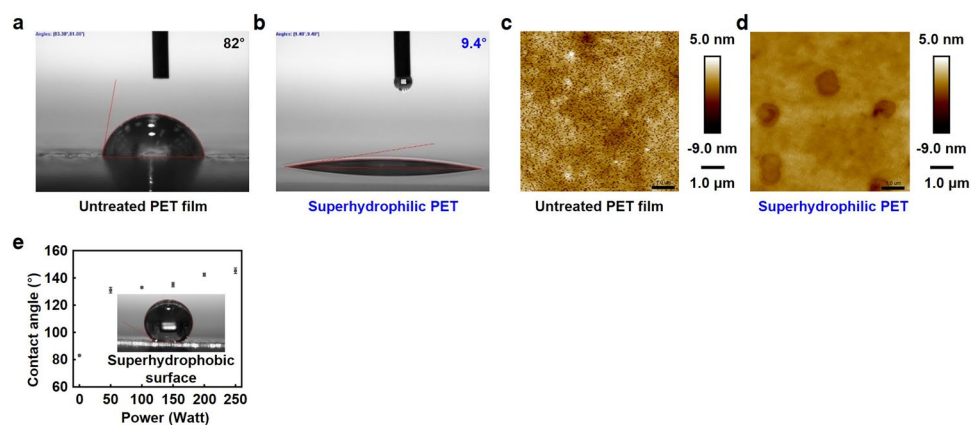 a
82°
Untreated PET film
b
9.4°
Superhydrophilic PET
c
Untreated PET film
5.0 nm
-9.0 nm
1.0 µm
d
Superhydrophilic PET
5.0 nm
-9.0 nm
1.0 µm
e
Contact angle (°)
160
140
120
100
80
60
Superhydrophobic
surface
0 50 100 150 200 250
Power (Watt)